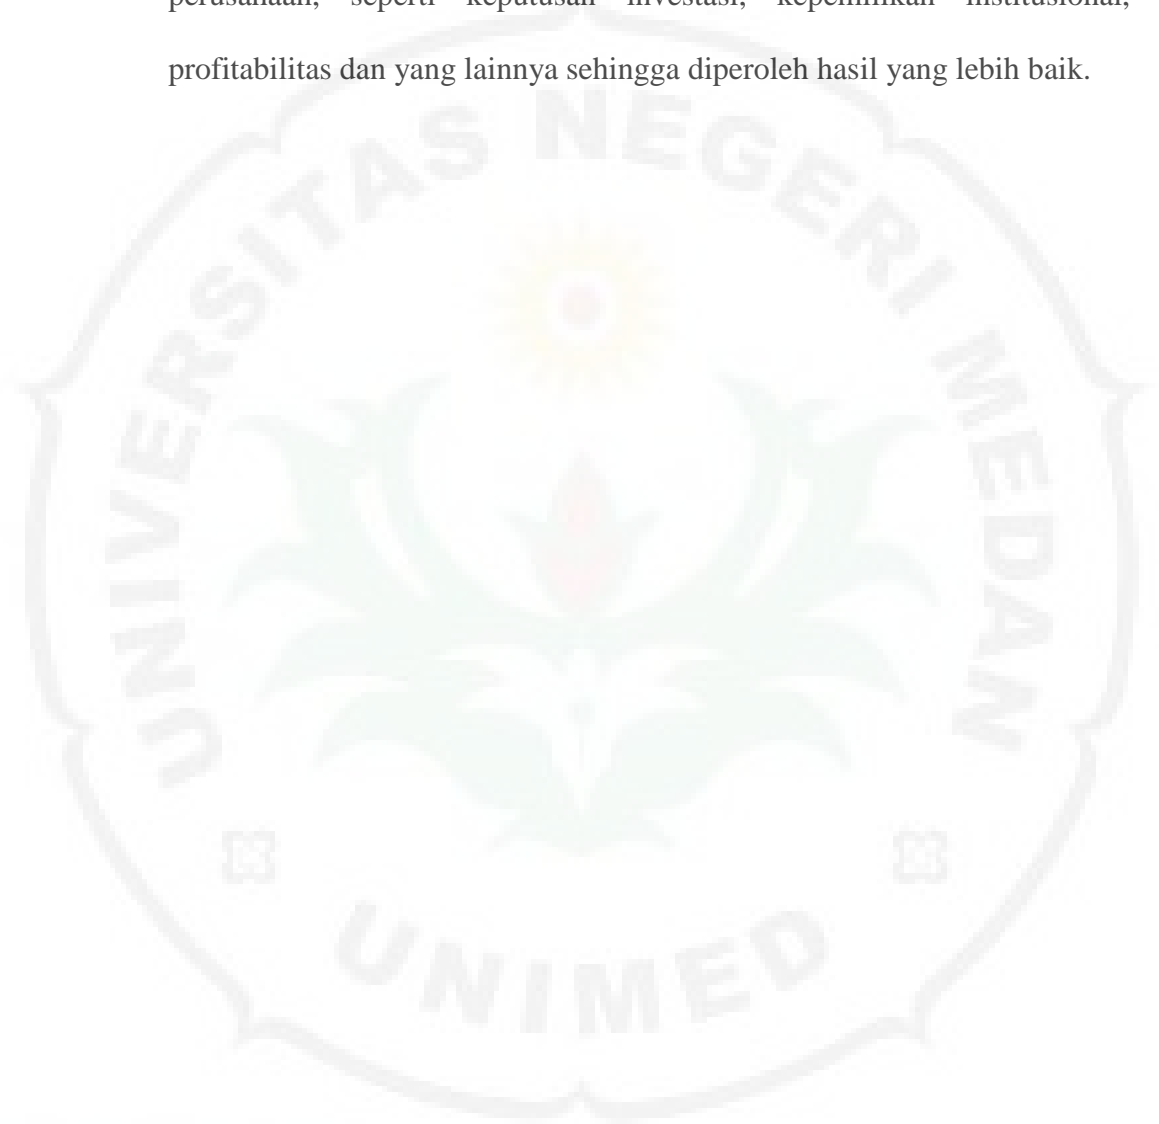 perusahaan, seperti keputusan investasi, kepemilikan institusional,
profitabilitas dan yang lainnya sehingga diperoleh hasil yang lebih baik.
UNIVERSITAS NEGERI MEDAN
UNIMED